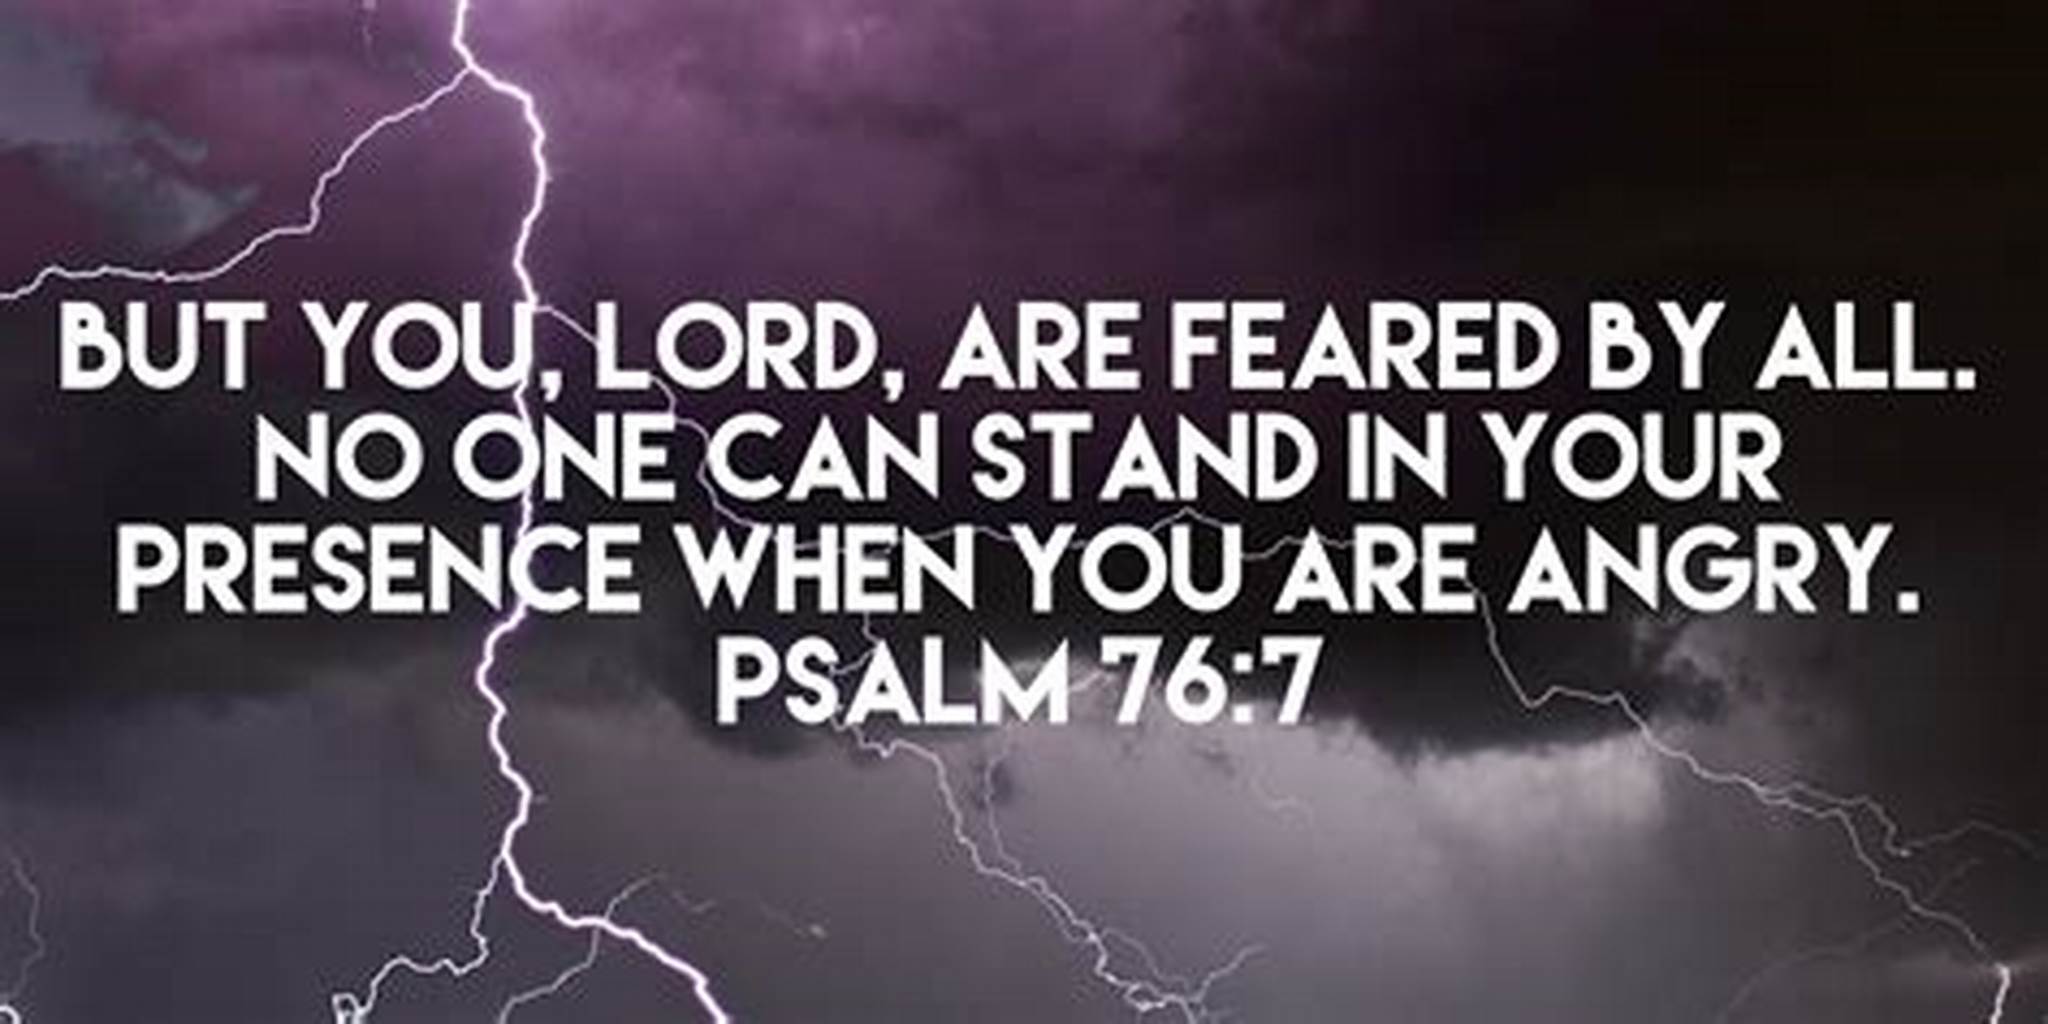 BUT YOU, LORD, ARE FEARED BY ALL.
NO ONE CAN STAND IN YOUR
PRESENCE WHEN YOU ARE ANGRY.
PSALM 76:7